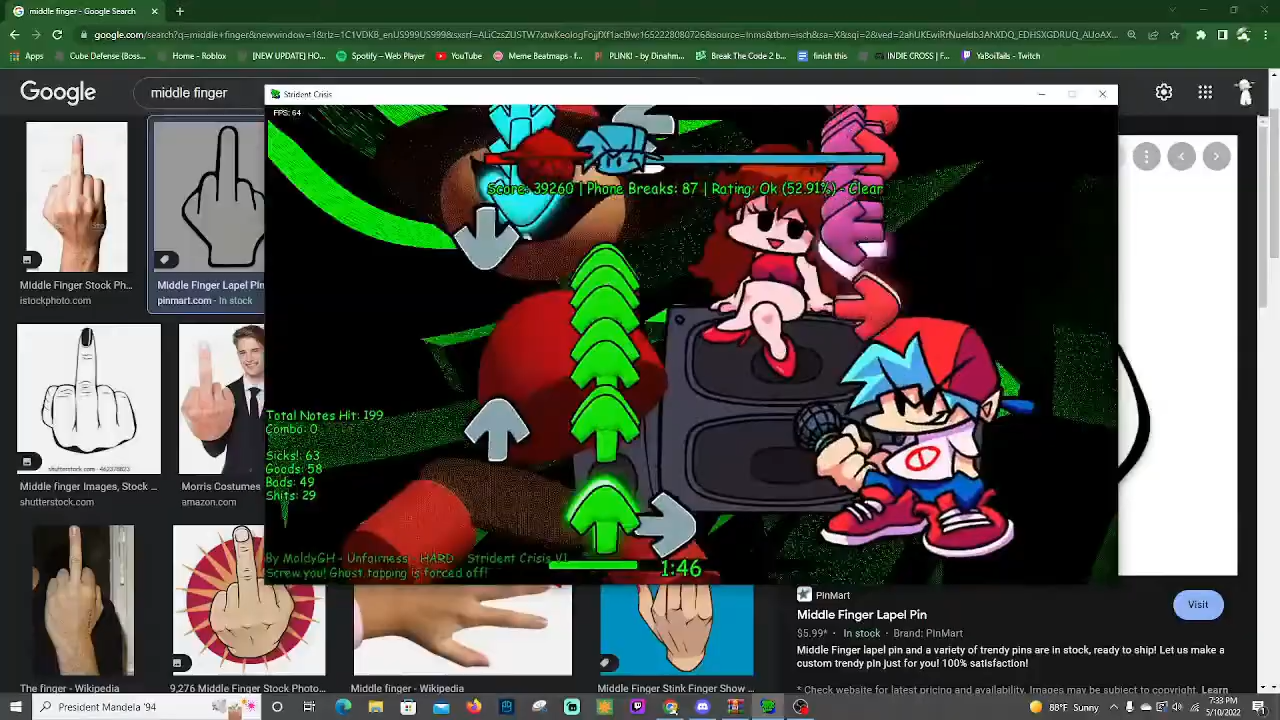 middle finger - Google Search
google.com/search?q=middle+finger&newwindow=1&rlz=1C1VDKB_enUS999US999&sxsrf=
Apps
Cube Defense [Boss...
Home - Roblox
[NEW UPDATE] HO...
Spotify – Web Player
YouTube
Meme Beatmaps - F...
PLINK! - by Dinahm...
Break The Code 2 b...
finish this
INDIE CROSS | F...
YaBoiTails - Twitch
Google
middle finger
Strident Crisis
FPS: 64
Score: 39260 | Phone Breaks: 87 | Rating: Ok (52.91%) - Clear
Middle Finger Stock Ph...
istockphoto.com
Middle Finger Lapel Pin
pinmart.com - In stock
Total Notes Hit: 199
Combo: 0
Sicks!: 63
Goods: 58
Bads: 49
Shits: 29
shutterstock.com · 462376823
Middle finger Images, Stock ...
shutterstock.com
Morris Costumes
amazon.com
By MoldyGH - Unfairness HARD - Strident Crisis V1
Screw you! Ghost tapping is forced off!
1:46
PinMart
Middle Finger Lapel Pin
$5.99* · In stock · Brand: PinMart
Visit
Middle Finger lapel pin and a variety of trendy pins are in stock, ready to ship! Let us make a
custom trendy pin just for you! 100% satisfaction!
* Check website for latest pricing and availability. Images may be subject to copyright. Learn
The finger - Wikipedia
9,276 Middle Finger Stock Photo...
Middle finger - Wikipedia
Middle Finger Stink Finger Show ...
President Mandela '94
88°F Sunny
7:33 PM
5/10/2022